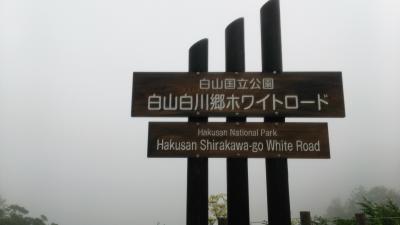 白山国立公園
白山白川郷ホワイトロード
Hakusan National Park
Hakusan Shirakawa-go White Road